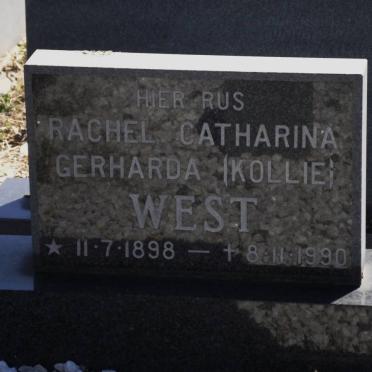 HIER RUS
RACHEL CATHARINA
GERHARDA (KOLLIE)
WEST
★ 11·7·1898 — ✝ 8·11·1990